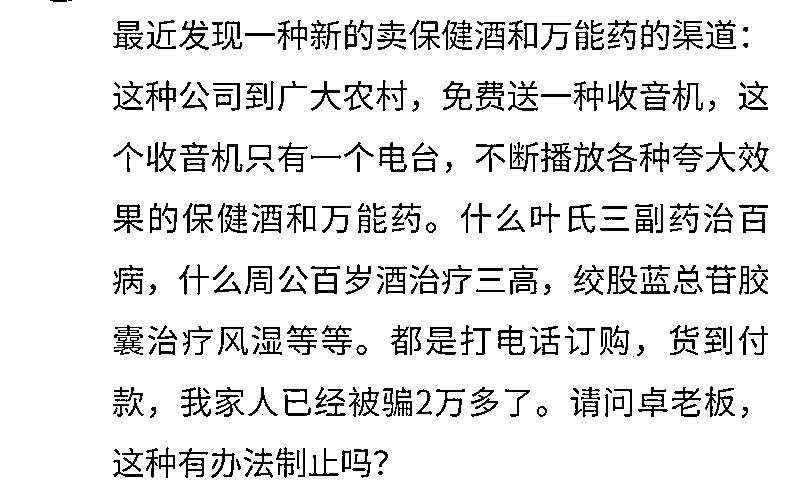 最近发现一种新的卖保健酒和万能药的渠道：
这种公司到广大农村，免费送一种收音机，这
个收音机只有一个电台，不断播放各种夸大效
果的保健酒和万能药。什么叶氏三副药治百
病，什么周公百岁酒治疗三高，绞股蓝总苷胶
囊治疗风湿等等。都是打电话订购，货到付
款，我家人已经被骗2万多了。请问卓老板，
这种有办法制止吗？